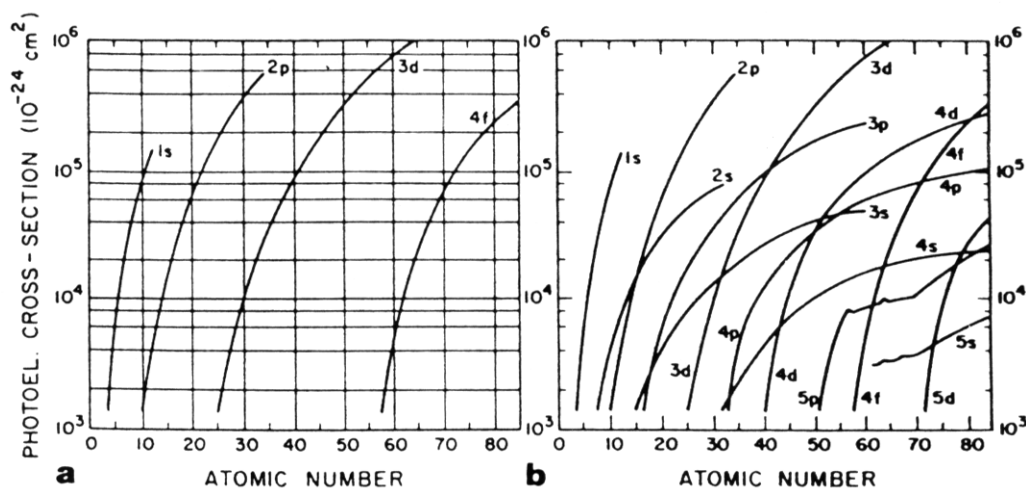 PHOTOEL. CROSS-SECTION (10⁻²⁴ cm²)
10⁶
10⁵
10⁴
10³
1s
2p
3d
4f
0 10 20 30 40 50 60 70 80
a ATOMIC NUMBER
10⁶
10⁵
10⁴
10³
1s
2p
2s
3d
3p
3s
4d
4f
4p
4s
5s
4p
3d
4d
5p
4f
5d
0 10 20 30 40 50 60 70 80
b ATOMIC NUMBER